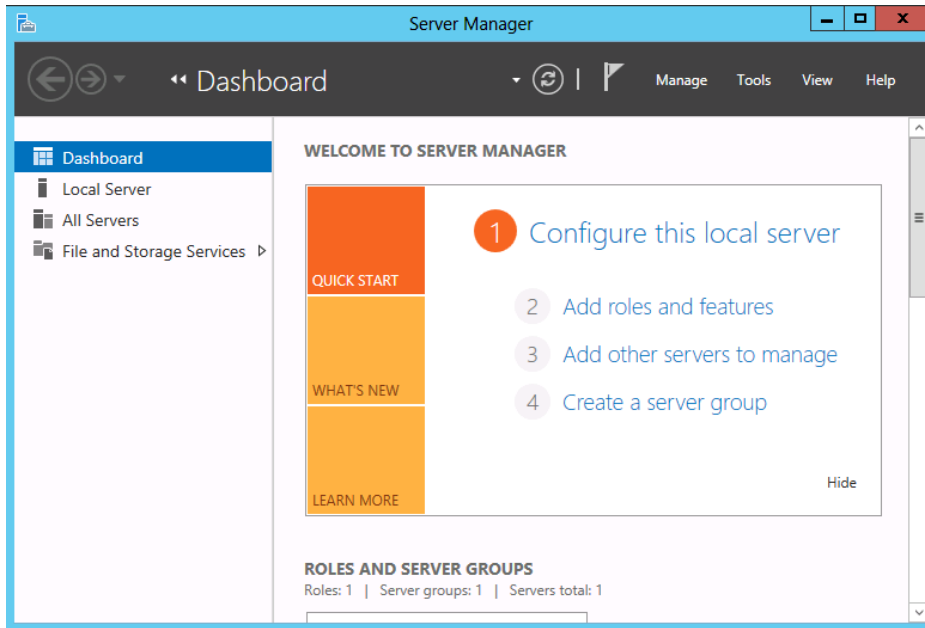 Server Manager
Dashboard
Manage Tools View Help
Dashboard
Local Server
All Servers
File and Storage Services
WELCOME TO SERVER MANAGER
QUICK START
WHAT'S NEW
LEARN MORE
1 Configure this local server
2 Add roles and features
3 Add other servers to manage
4 Create a server group
Hide
ROLES AND SERVER GROUPS
Roles: 1 | Server groups: 1 | Servers total: 1